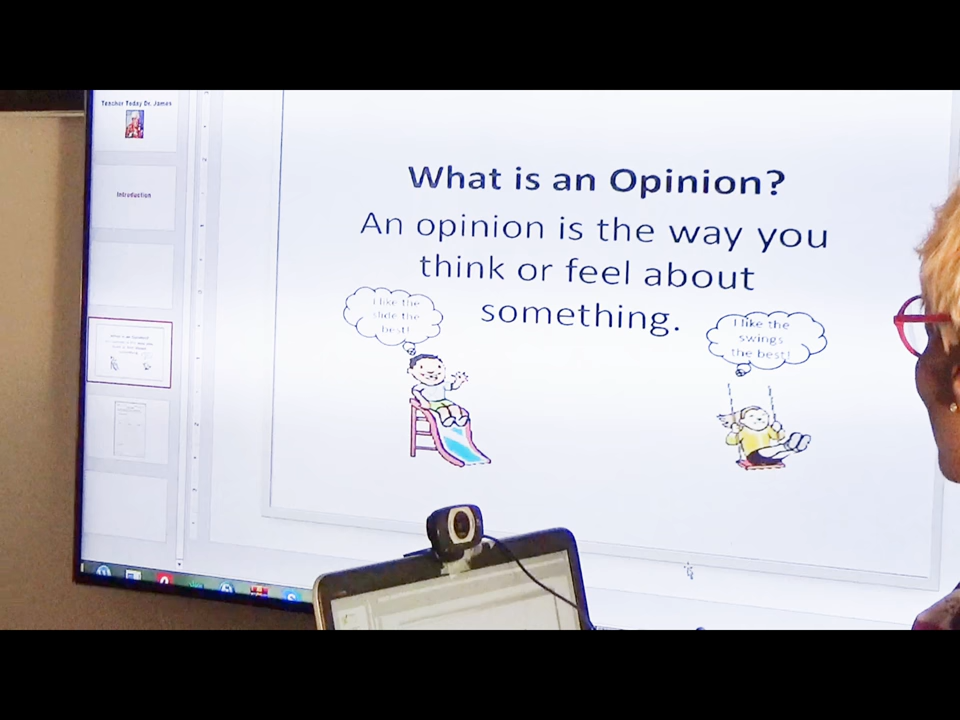 Teacher Today Dr. James
Introduction
What is an Opinion?
An opinion is the way you
think or feel about
something.
I like the
slide the
best!
I like the
swings
the best!